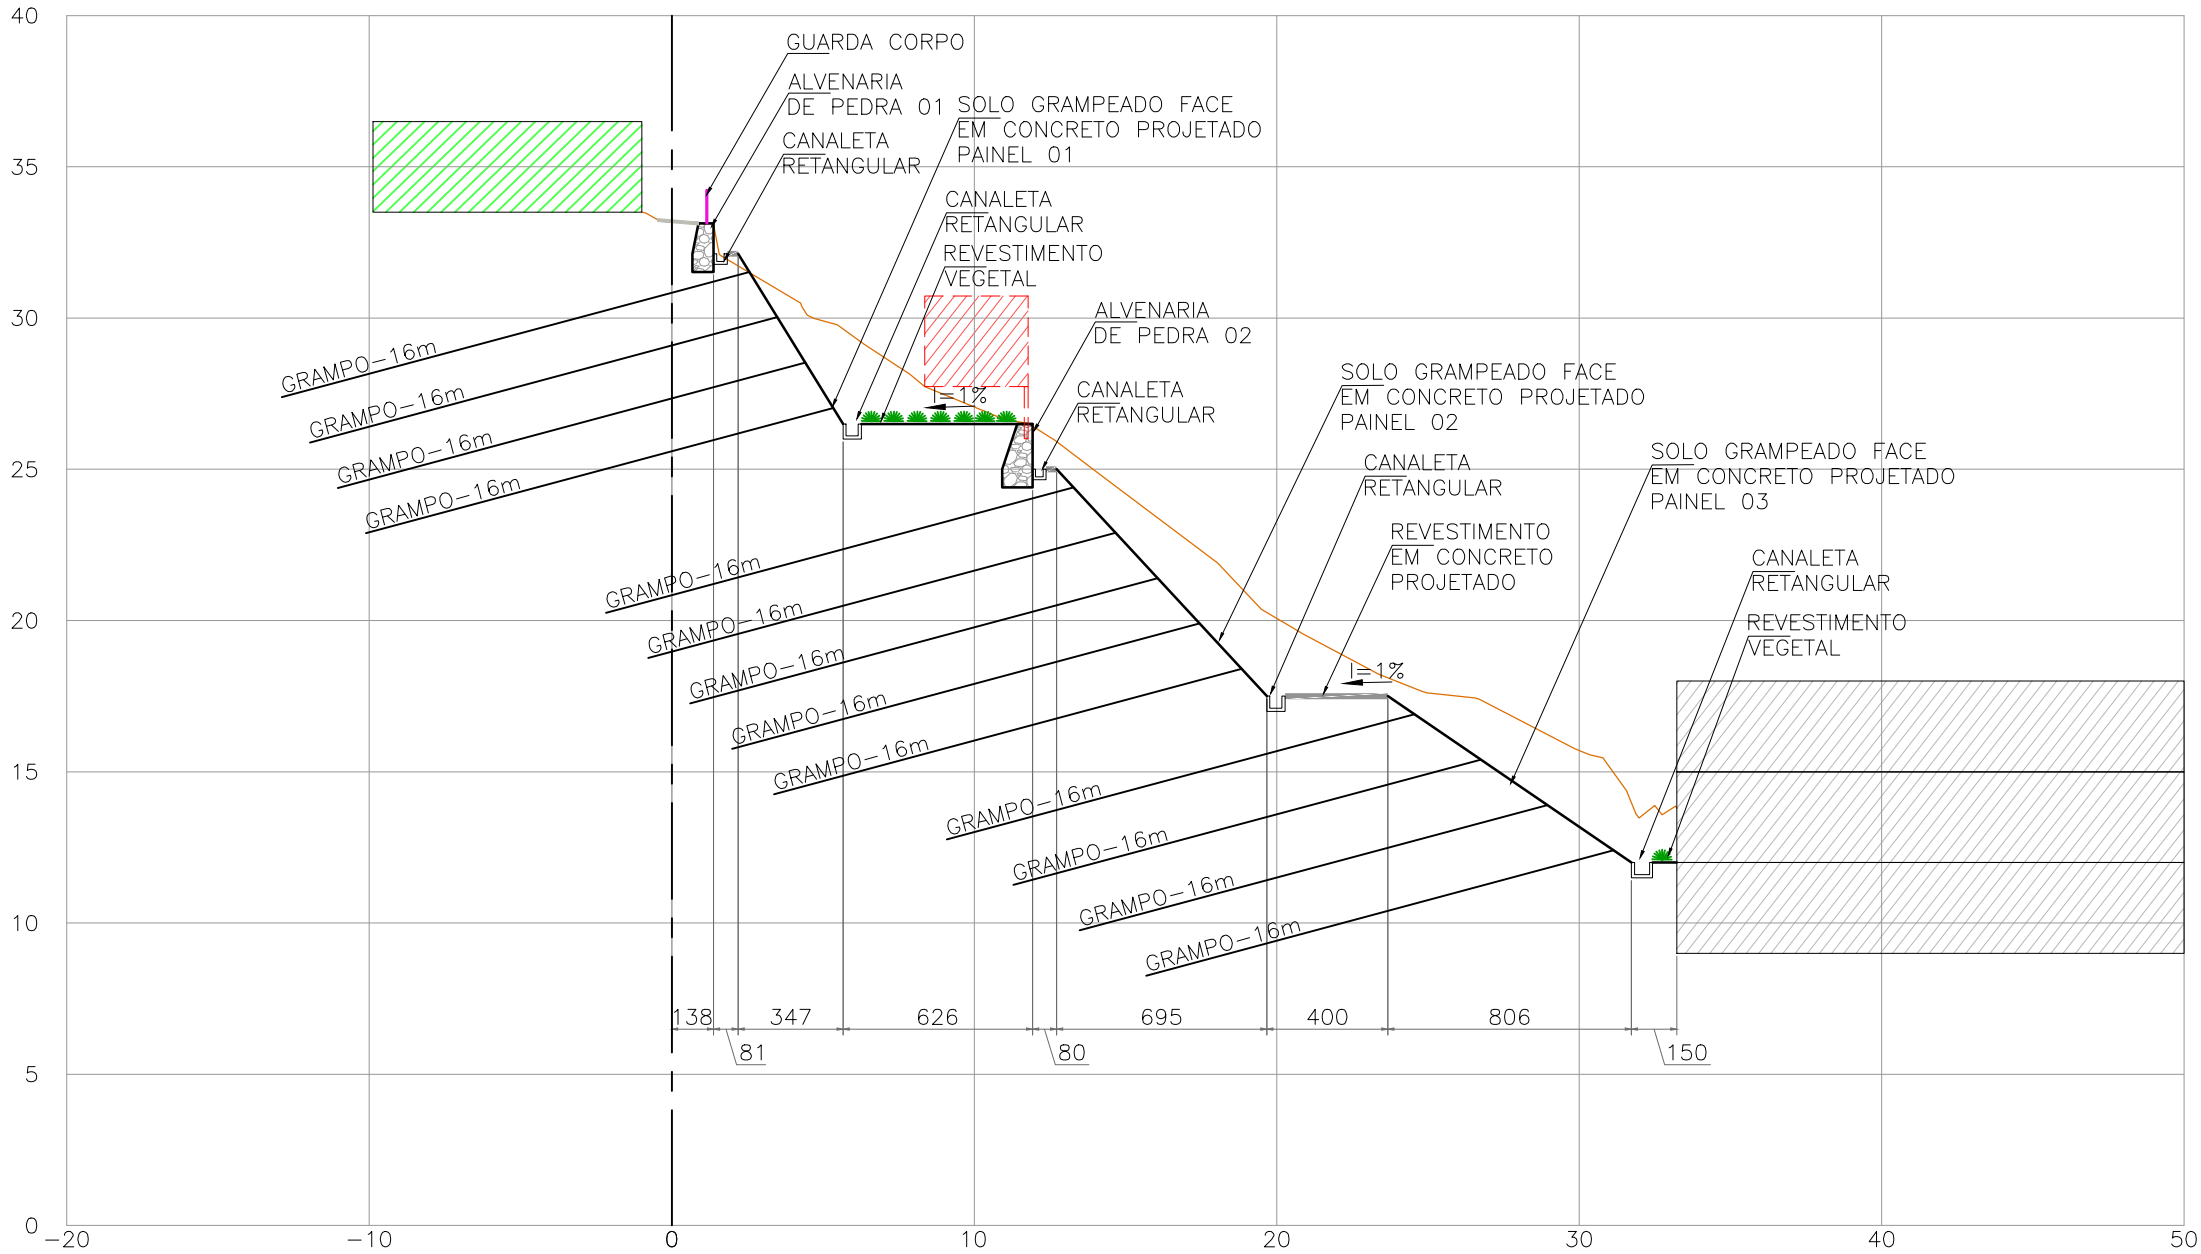 40
35
30
25
20
15
10
5
0
GUARDA CORPO
ALVENARIA
DE PEDRA 01
CANALETA
RETANGULAR
SOLO GRAMPEADO FACE
EM CONCRETO PROJETADO
PAINEL 01
CANALETA
RETANGULAR
REVESTIMENTO
VEGETAL
I=1%
ALVENARIA
DE PEDRA 02
CANALETA
RETANGULAR
SOLO GRAMPEADO FACE
EM CONCRETO PROJETADO
PAINEL 02
CANALETA
RETANGULAR
REVESTIMENTO
EM CONCRETO
PROJETADO
I=1%
SOLO GRAMPEADO FACE
EM CONCRETO PROJETADO
PAINEL 03
CANALETA
RETANGULAR
REVESTIMENTO
VEGETAL
GRAMPO-16m
GRAMPO-16m
GRAMPO-16m
GRAMPO-16m
GRAMPO-16m
GRAMPO-16m
GRAMPO-16m
GRAMPO-16m
GRAMPO-16m
GRAMPO-16m
GRAMPO-16m
GRAMPO-16m
GRAMPO-16m
138
81
347
626
80
695
400
806
150
-20
-10
0
10
20
30
40
50